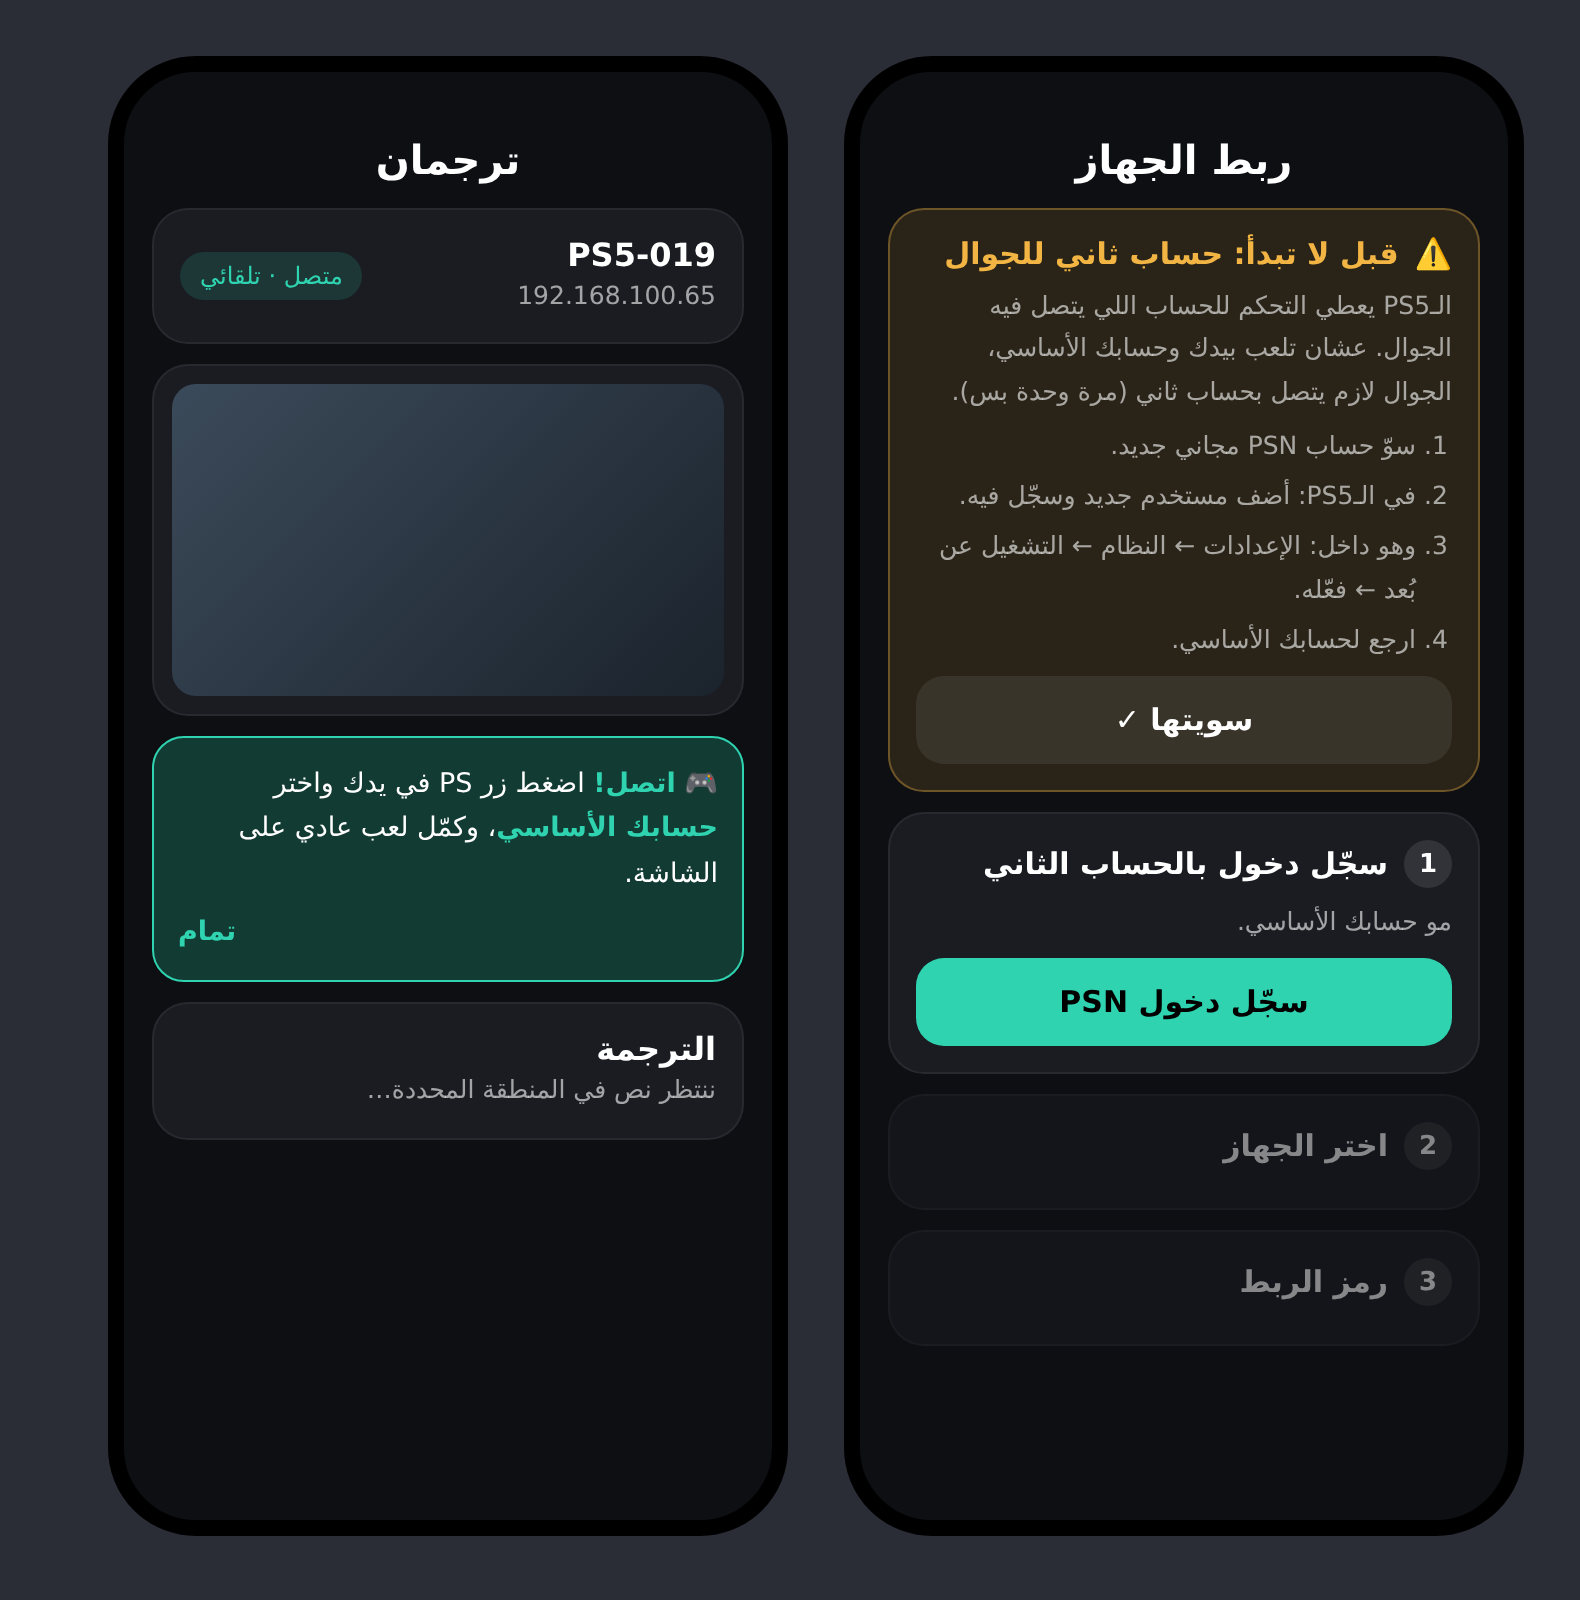 ربط الجهاز
⚠️ قبل لا تبدأ: حساب ثاني للجوال
الـPS5 يعطي التحكم للحساب اللي يتصل فيه
الجوال. عشان تلعب بيدك وحسابك الأساسي،
الجوال لازم يتصل بحساب ثاني (مرة وحدة بس).
1. سوّ حساب PSN مجاني جديد.
2. في الـPS5: أضف مستخدم جديد وسجّل فيه.
3. وهو داخل: الإعدادات ← النظام ← التشغيل عن
بُعد ← فعّله.
4. ارجع لحسابك الأساسي.
سويتها ✓
1 سجّل دخول بالحساب الثاني
مو حسابك الأساسي.
سجّل دخول PSN
2 اختر الجهاز
3 رمز الربط
ترجمان
PS5-019
192.168.100.65
متصل · تلقائي
🎮 اتصل! اضغط زر PS في يدك واختر
حسابك الأساسي، وكمّل لعب عادي على
الشاشة.
تمام
الترجمة
ننتظر نص في المنطقة المحددة...